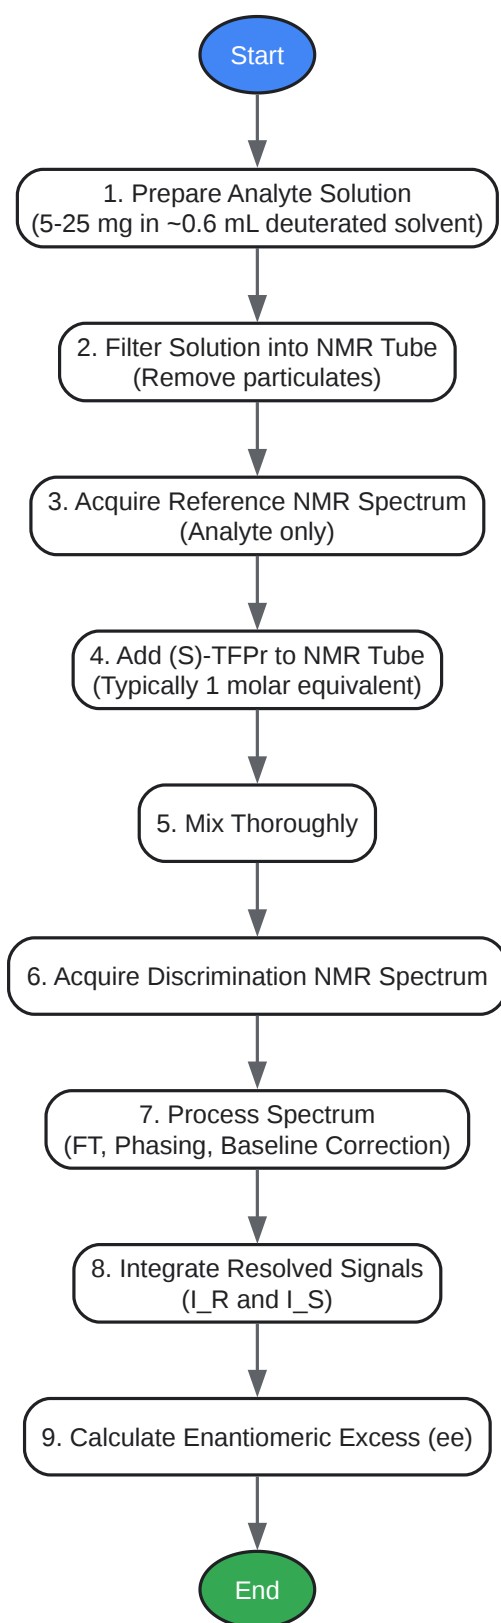 Start
1. Prepare Analyte Solution
(5-25 mg in ~0.6 mL deuterated solvent)
2. Filter Solution into NMR Tube
(Remove particulates)
3. Acquire Reference NMR Spectrum
(Analyte only)
4. Add (S)-TFPr to NMR Tube
(Typically 1 molar equivalent)
5. Mix Thoroughly
6. Acquire Discrimination NMR Spectrum
7. Process Spectrum
(FT, Phasing, Baseline Correction)
8. Integrate Resolved Signals
(I_R and I_S)
9. Calculate Enantiomeric Excess (ee)
End